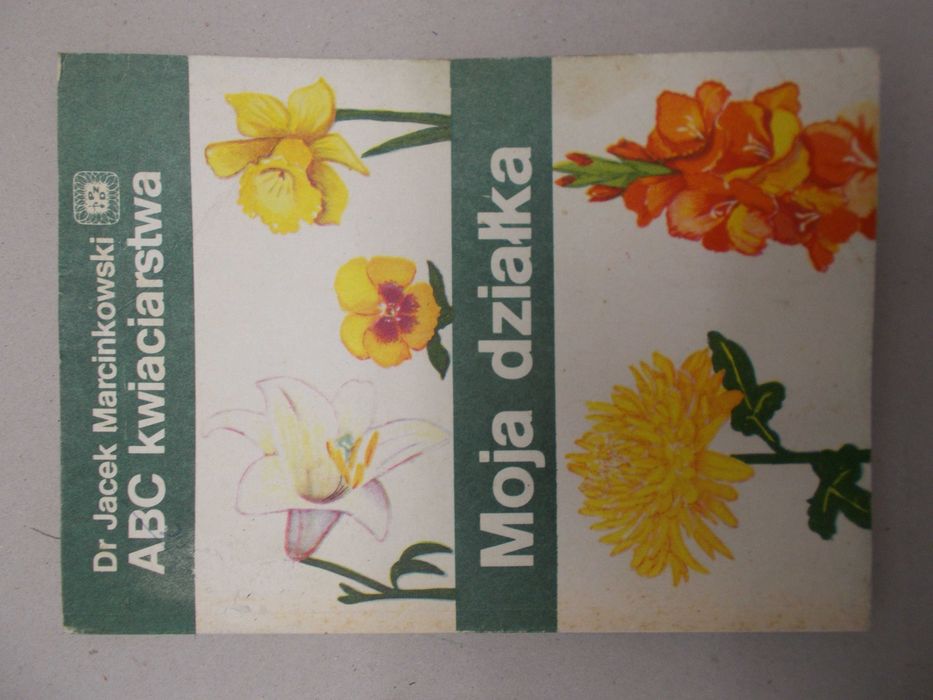 Dr Jacek Marcinkowski
ABC kwiaciarstwa
Moja działka